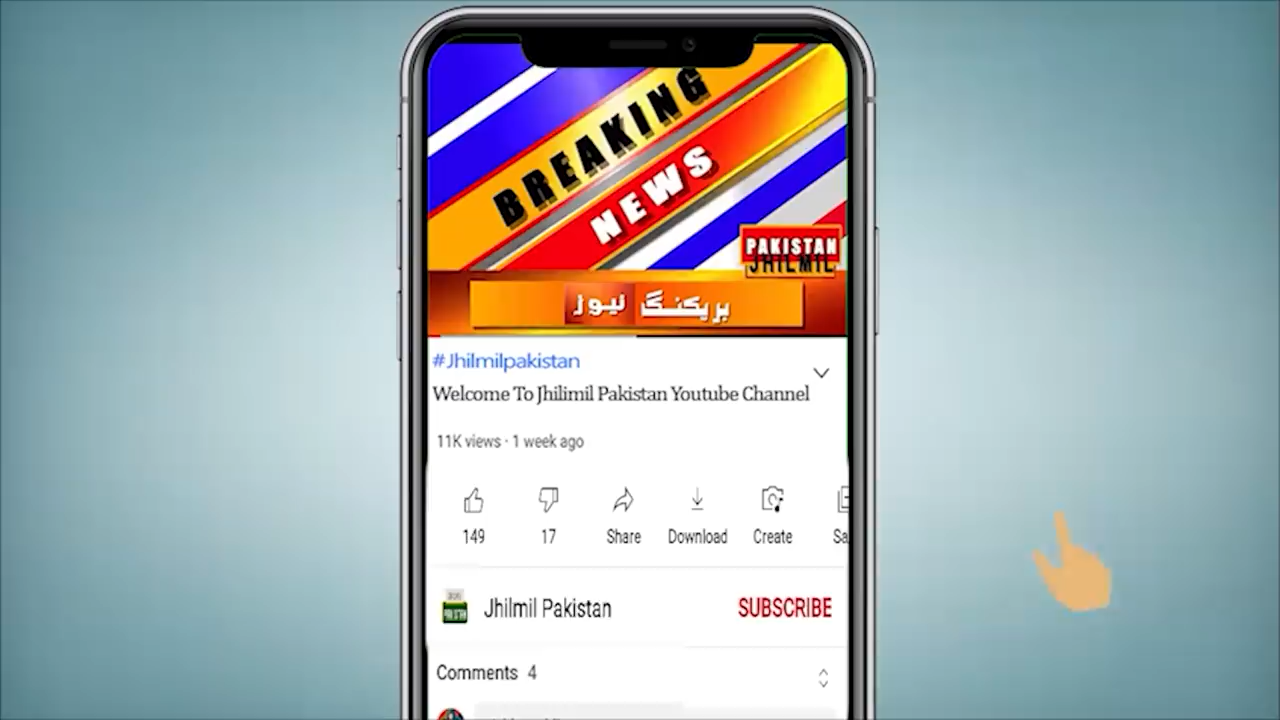 BREAKING
NEWS
PAKISTAN
JHILMIL
بریکنگ نیوز
#Jhilmilpakistan
Welcome To Jhilimil Pakistan Youtube Channel
11K views · 1 week ago
149 17 Share Download Create Sa
Jhilmil Pakistan SUBSCRIBE
Comments 4